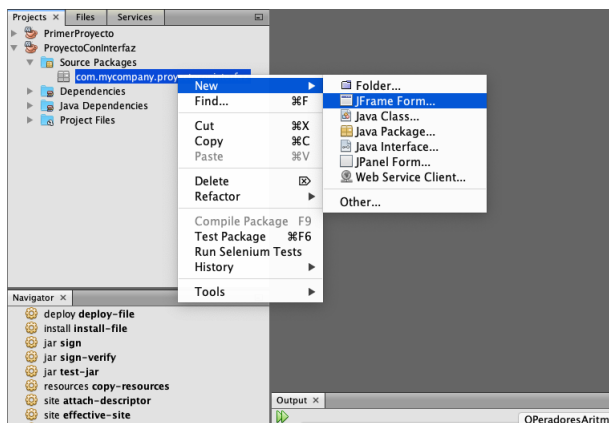 Projects × Files Services
PrimerProyecto
ProyectoConInterfaz
Source Packages
com.mycompany.
Dependencies
Java Dependencies
Project Files
New
Find... ⌘F
Cut ⌘X
Copy ⌘C
Paste ⌘V
Delete ⌦
Refactor
Compile Package F9
Test Package ⌘F6
Run Selenium Tests
History
Tools
Folder...
JFrame Form...
Java Class...
Java Package...
Java Interface...
JPanel Form...
Web Service Client...
Other...
Navigator ×
deploy deploy-file
install install-file
jar sign
jar sign-verify
jar test-jar
resources copy-resources
site attach-descriptor
site effective-site
Output ×
OPeradoresAritm